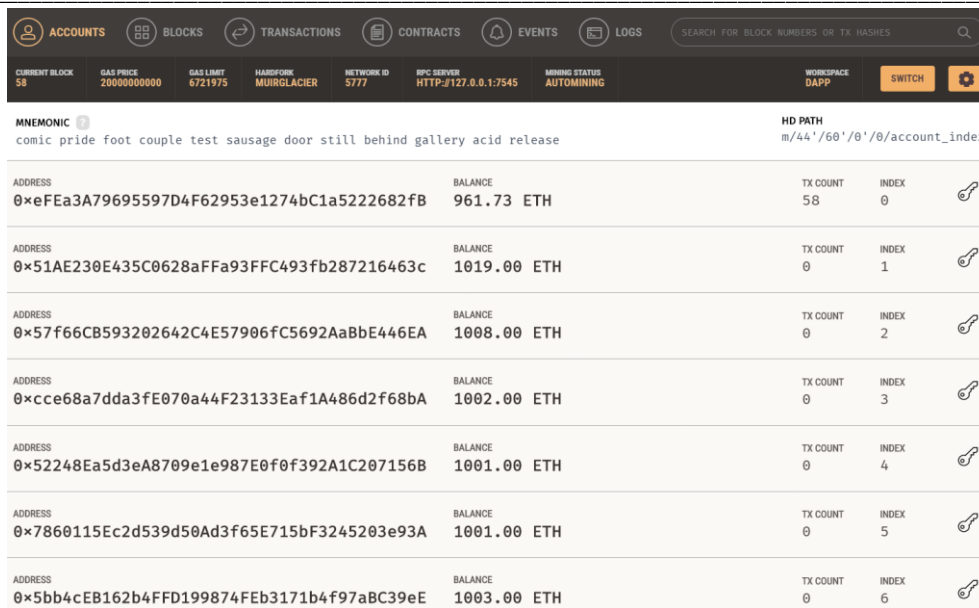 ACCOUNTS BLOCKS TRANSACTIONS CONTRACTS EVENTS LOGS SEARCH FOR BLOCK NUMBERS OR TX HASHES
CURRENT BLOCK GAS PRICE GAS LIMIT HARDFORK NETWORK ID RPC SERVER MINING STATUS WORKSPACE SWITCH
58 20000000000 6721975 MUIRGLACIER 5777 HTTP://127.0.0.1:7545 AUTOMINING DAPP
MNEMONIC ? HD PATH
comic pride foot couple test sausage door still behind gallery acid release m/44'/60'/0'/0/account_inde
ADDRESS BALANCE TX COUNT INDEX
0×eFEa3A79695597D4F62953e1274bC1a5222682fB 961.73 ETH 58 0
ADDRESS BALANCE TX COUNT INDEX
0×51AE230E435C0628aFFa93FFC493fb287216463c 1019.00 ETH 0 1
ADDRESS BALANCE TX COUNT INDEX
0×57f66CB593202642C4E57906fC5692AaBbE446EA 1008.00 ETH 0 2
ADDRESS BALANCE TX COUNT INDEX
0×cce68a7dda3fE070a44F23133Eaf1A486d2f68bA 1002.00 ETH 0 3
ADDRESS BALANCE TX COUNT INDEX
0×52248Ea5d3eA8709e1e987E0f0f392A1C207156B 1001.00 ETH 0 4
ADDRESS BALANCE TX COUNT INDEX
0×7860115Ec2d539d50Ad3f65E715bF3245203e93A 1001.00 ETH 0 5
ADDRESS BALANCE TX COUNT INDEX
0×5bb4cEB162b4FFD199874FEb3171b4f97aBC39eE 1003.00 ETH 0 6